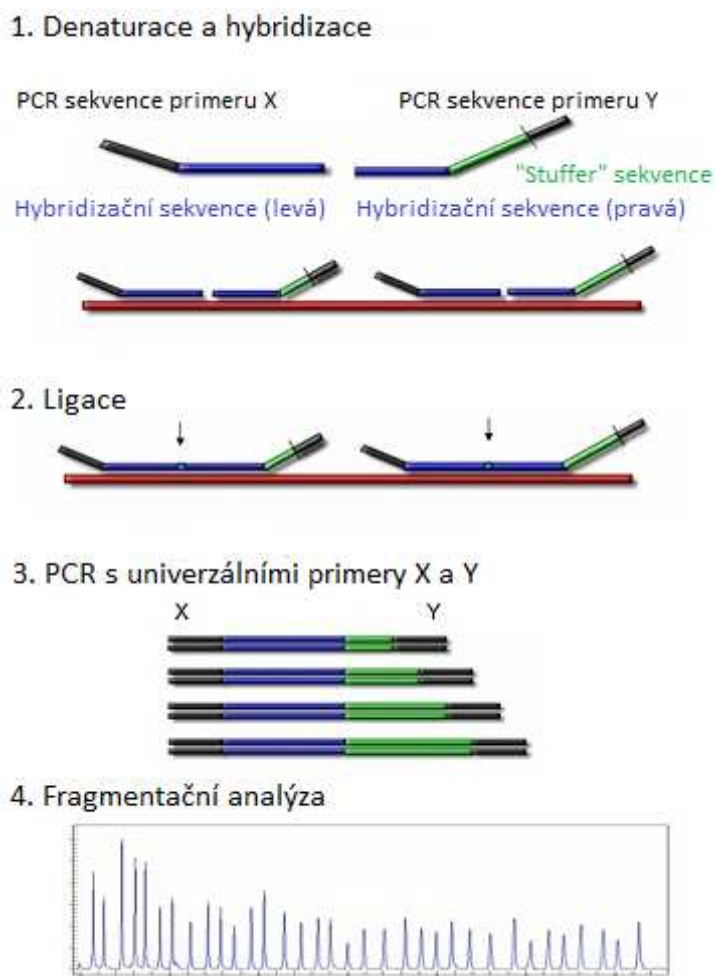 1. Denaturace a hybridizace
PCR sekvence primeru X
PCR sekvence primeru Y
"Stuffer" sekvence
Hybridizační sekvence (levá)
Hybridizační sekvence (pravá)
2. Ligace
3. PCR s univerzálními primery X a Y
X
Y
4. Fragmentační analýza